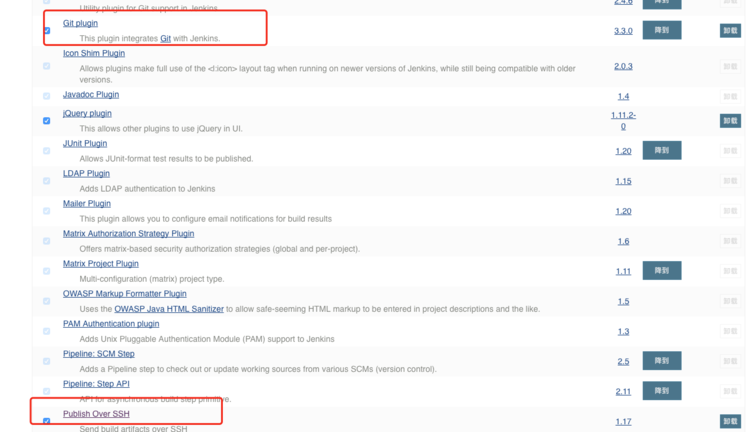 Utility plugin for Git support in Jenkins
2.4.6 降到 卸载
Git plugin
This plugin integrates Git with Jenkins.
3.3.0 降到 卸载
Icon Shim Plugin
Allows plugins make full use of the <l:icon> layout tag when running on newer versions of Jenkins, while still being compatible with older
versions.
2.0.3 卸载
Javadoc Plugin
1.4 卸载
jQuery plugin
This allows other plugins to use jQuery in UI.
1.11.2-
0 卸载
JUnit Plugin
Allows JUnit-format test results to be published.
1.20 降到 卸载
LDAP Plugin
Adds LDAP authentication to Jenkins
1.15 卸载
Mailer Plugin
This plugin allows you to configure email notifications for build results
1.20 卸载
Matrix Authorization Strategy Plugin
Offers matrix-based security authorization strategies (global and per-project).
1.6 卸载
Matrix Project Plugin
Multi-configuration (matrix) project type.
1.11 降到 卸载
OWASP Markup Formatter Plugin
Uses the OWASP Java HTML Sanitizer to allow safe-seeming HTML markup to be entered in project descriptions and the like.
1.5 卸载
PAM Authentication plugin
Adds Unix Pluggable Authentication Module (PAM) support to Jenkins
1.3 卸载
Pipeline: SCM Step
Adds a Pipeline step to check out or update working sources from various SCMs (version control).
2.5 降到 卸载
Pipeline: Step API
API for asynchronous build step primitive.
2.11 降到 卸载
Publish Over SSH
Send build artifacts over SSH
1.17 卸载